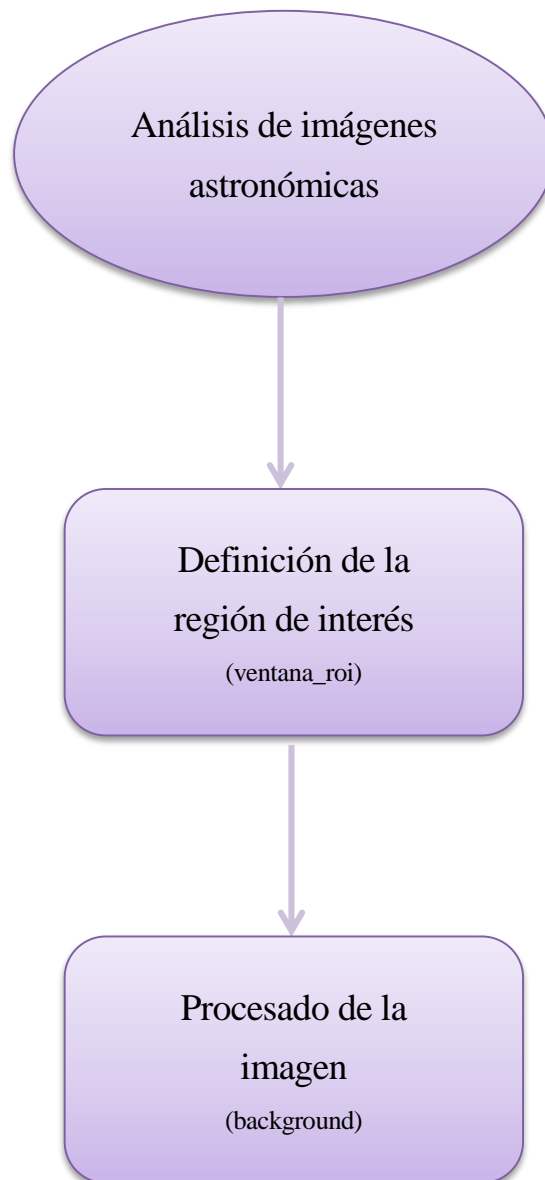 Análisis de imágenes
astronómicas
Definición de la
región de interés
(ventana_roi)
Procesado de la
imagen
(background)